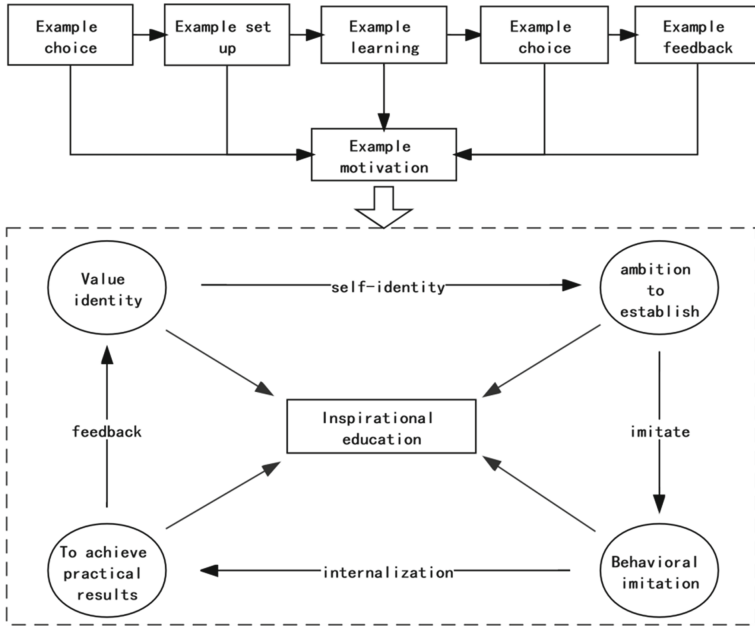 Example
choice
Example set
up
Example
learning
Example
choice
Example
feedback
Example
motivation
Value
identity
self-identity
ambition
to
establish
feedback
Inspirational
education
imitate
To achieve
practical
results
internalization
Behavioral
imitation